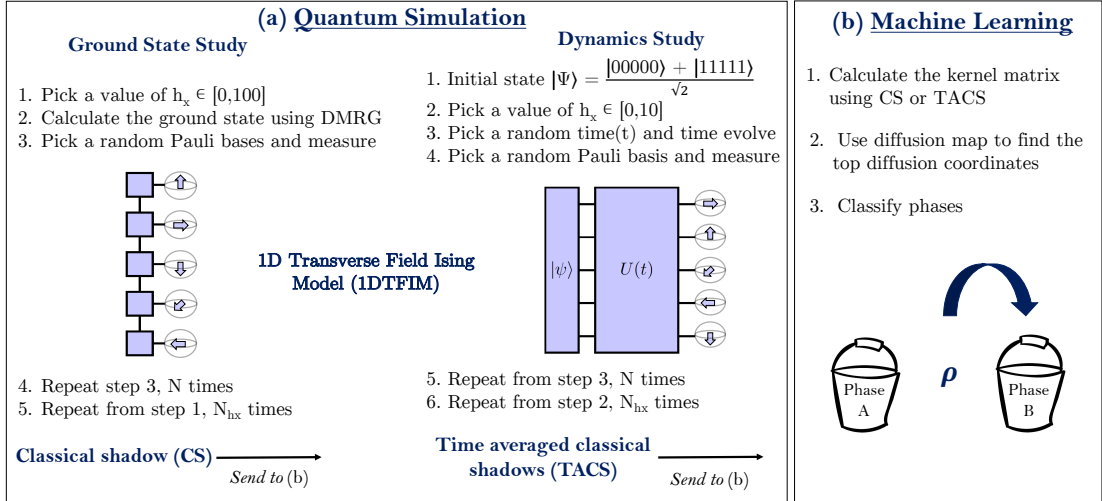 (a) Quantum Simulation
Ground State Study
1. Pick a value of hₓ ∈ [0,100]
2. Calculate the ground state using DMRG
3. Pick a random Pauli bases and measure
4. Repeat step 3, N times
5. Repeat from step 1, N_hx times
Classical shadow (CS)
Send to (b)
1D Transverse Field Ising
Model (1DTFIM)
Dynamics Study
1. Initial state |Ψ⟩ = |00000⟩ + |11111⟩ / √2
2. Pick a value of hₓ ∈ [0,10]
3. Pick a random time(t) and time evolve
4. Pick a random Pauli basis and measure
|ψ⟩
U(t)
5. Repeat from step 3, N times
6. Repeat from step 2, N_hx times
Time averaged classical
shadows (TACS)
Send to (b)
(b) Machine Learning
1. Calculate the kernel matrix
using CS or TACS
2. Use diffusion map to find the
top diffusion coordinates
3. Classify phases
Phase
A
ρ
Phase
B